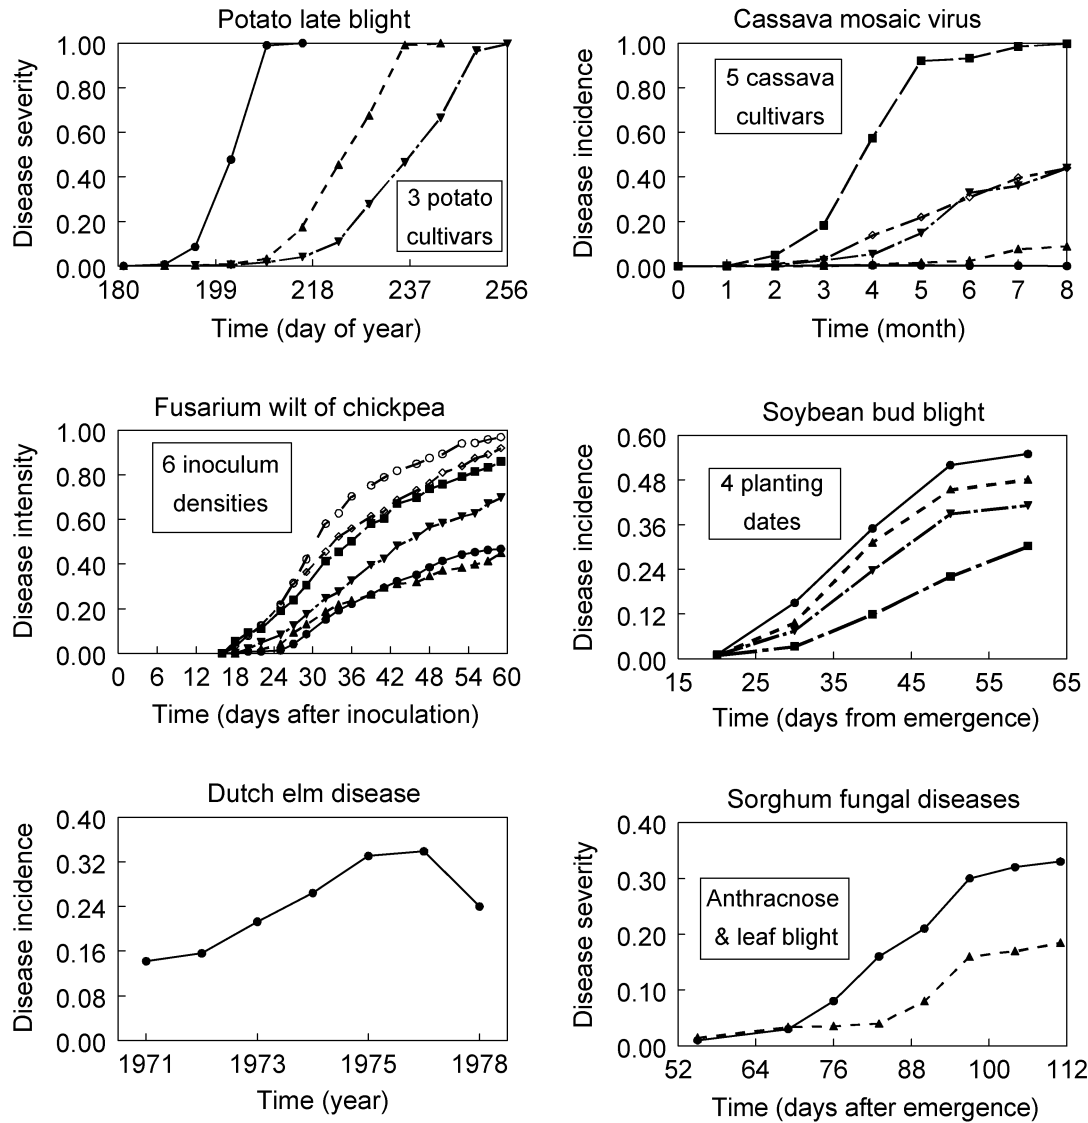 Potato late blight
Disease severity
1.00
0.80
0.60
0.40
0.20
0.00
3 potato
cultivars
180 199 218 237 256
Time (day of year)
Cassava mosaic virus
Disease incidence
1.00
0.80
0.60
0.40
0.20
0.00
5 cassava
cultivars
0 1 2 3 4 5 6 7 8
Time (month)
Fusarium wilt of chickpea
Disease intensity
1.00
0.80
0.60
0.40
0.20
0.00
6 inoculum
densities
0 6 12 18 24 30 36 42 48 54 60
Time (days after inoculation)
Soybean bud blight
Disease incidence
0.60
0.48
0.36
0.24
0.12
0.00
4 planting
dates
15 25 35 45 55 65
Time (days from emergence)
Dutch elm disease
Disease incidence
0.40
0.32
0.24
0.16
0.08
0.00
1971 1973 1975 1978
Time (year)
Sorghum fungal diseases
Disease severity
0.40
0.30
0.20
0.10
0.00
Anthracnose
& leaf blight
52 64 76 88 100 112
Time (days after emergence)